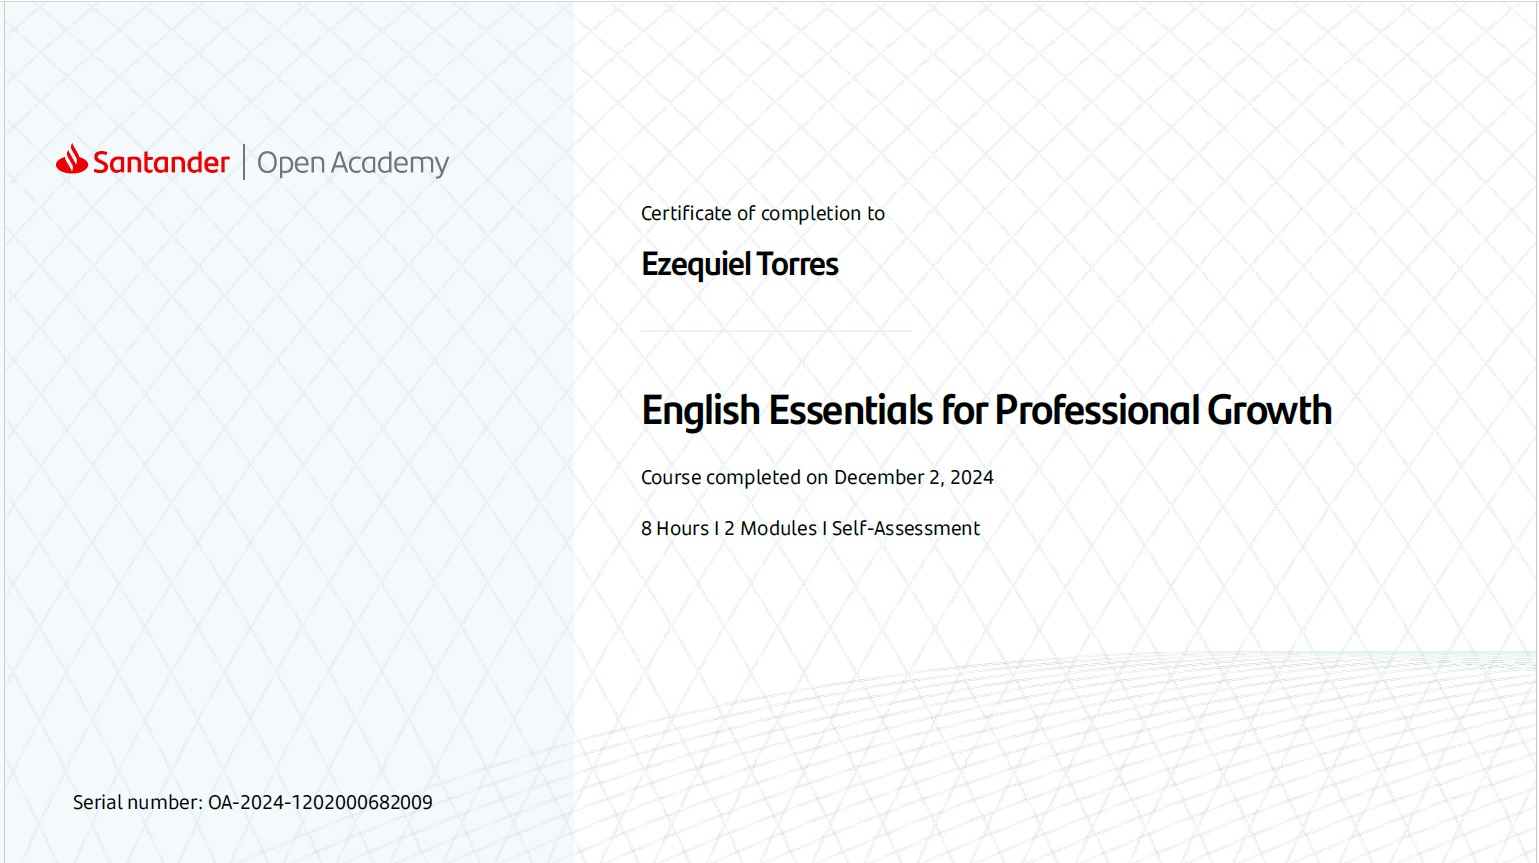 Santander | Open Academy
Certificate of completion to
Ezequiel Torres
English Essentials for Professional Growth
Course completed on December 2, 2024
8 Hours I 2 Modules I Self-Assessment
Serial number: OA-2024-1202000682009